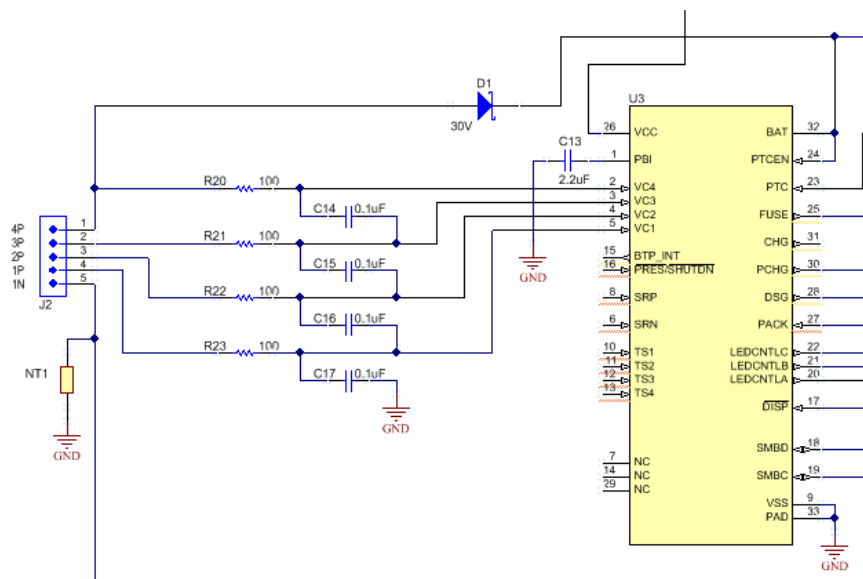 D1
30V
U3
26 VCC
BAT 32
C13
2.2uF
1 PBI
PTCEN 24
R20 100
2 VC4
PTC 23
C14 0.1uF
3 VC3
4 VC2
FUSE 25
5 VC1
4P 1
3P 2
2P 3
1P 4
1N 5
J2
R21 100
CHG 31
15 BTP_INT
GND
16 PRES/SHUTDN
PCHG 30
C15 0.1uF
R22 100
8 SRP
DSG 28
C16 0.1uF
6 SRN
PACK 27
R23 100
10 TS1
LEDCNTLC 22
11 TS2
LEDCNTLB 21
NT1
C17 0.1uF
12 TS3
LEDCNTLA 20
13 TS4
DISP 17
GND
GND
SMBD 18
7 NC
14 NC
SMBC 19
29 NC
VSS 9
PAD 33
GND